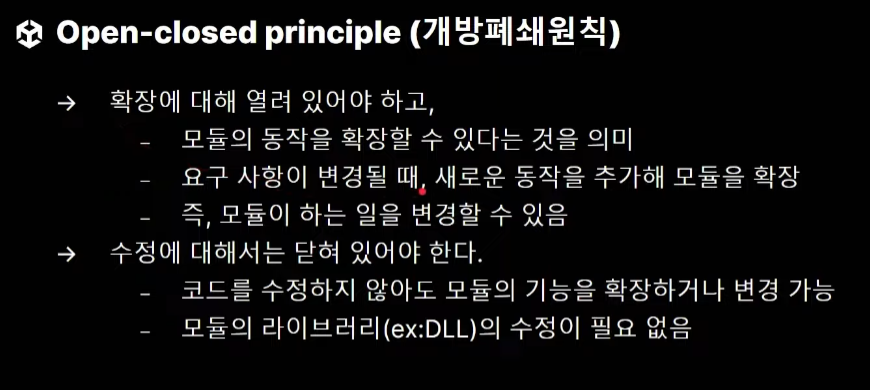 Open-closed principle (개방폐쇄원칙)
→ 확장에 대해 열려 있어야 하고,
– 모듈의 동작을 확장할 수 있다는 것을 의미
– 요구 사항이 변경될 때, 새로운 동작을 추가해 모듈을 확장
– 즉, 모듈이 하는 일을 변경할 수 있음
→ 수정에 대해서는 닫혀 있어야 한다.
– 코드를 수정하지 않아도 모듈의 기능을 확장하거나 변경 가능
– 모듈의 라이브러리(ex:DLL)의 수정이 필요 없음